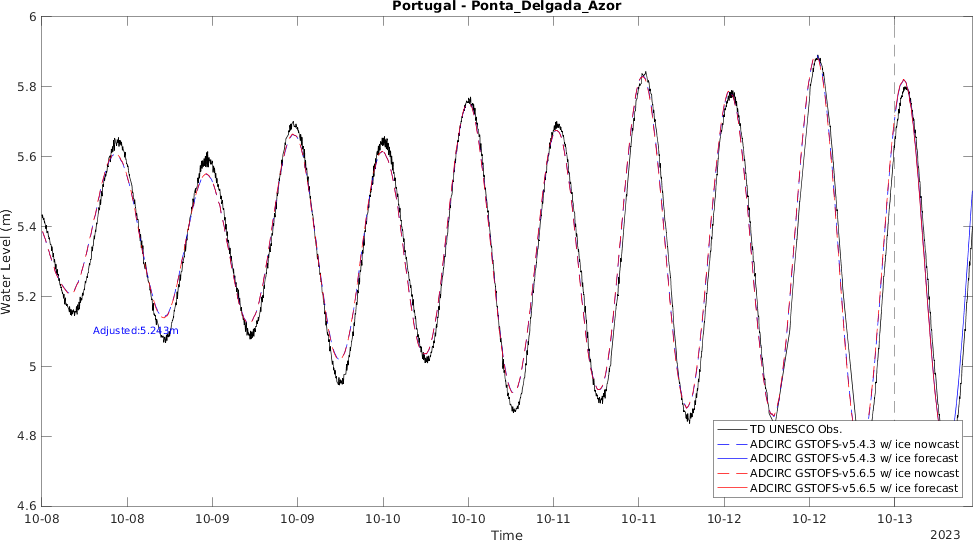 Portugal - Ponta_Delgada_Azor
6
5.8
5.6
5.4
5.2
5
4.8
4.6
Water Level (m)
Adjusted:5.243m
TD UNESCO Obs.
ADCIRC GSTOFS-v5.4.3 w/ ice nowcast
ADCIRC GSTOFS-v5.4.3 w/ ice forecast
ADCIRC GSTOFS-v5.6.5 w/ ice nowcast
ADCIRC GSTOFS-v5.6.5 w/ ice forecast
10-08 10-08 10-09 10-09 10-10 10-10 10-11 10-11 10-12 10-12 10-13
Time
2023